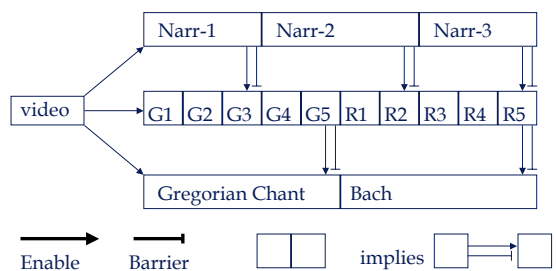 Narr-1 Narr-2 Narr-3
video G1 G2 G3 G4 G5 R1 R2 R3 R4 R5
Gregorian Chant Bach
Enable Barrier implies